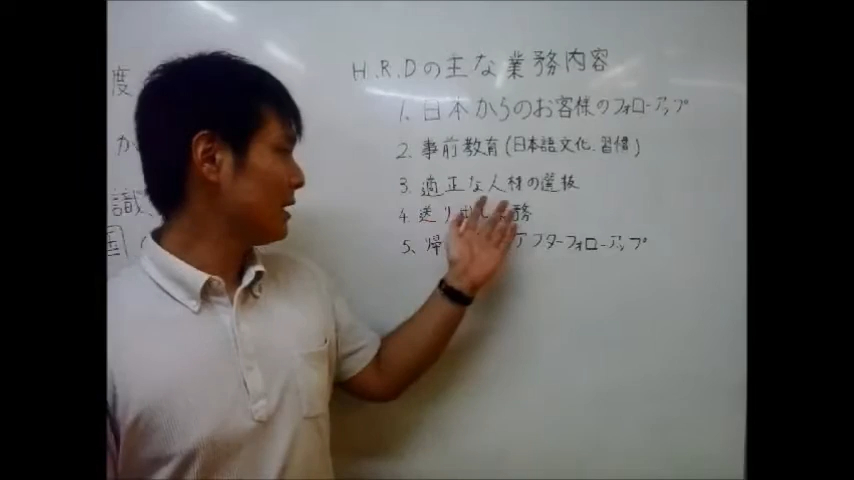 H.R.Dの主な業務内容
1. 日本からのお客様のフォローアップ
2. 事前教育(日本語文化.習慣)
3. 適正な人材の選抜
4. 送り出し 務
5. 帰 アフターフォローアップ
度
か
識
国